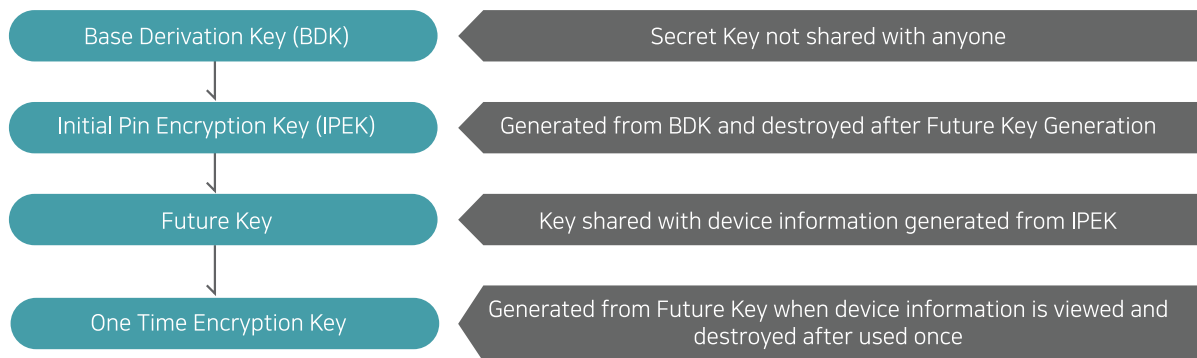 Base Derivation Key (BDK)
Secret Key not shared with anyone
Initial Pin Encryption Key (IPEK)
Generated from BDK and destroyed after Future Key Generation
Future Key
Key shared with device information generated from IPEK
One Time Encryption Key
Generated from Future Key when device information is viewed and
destroyed after used once